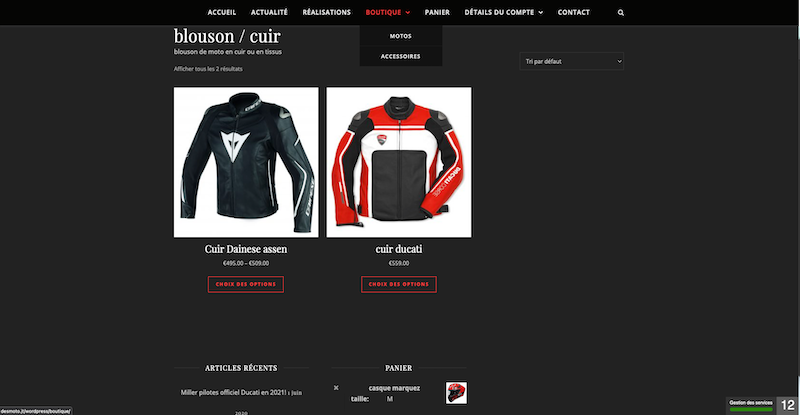 ACCUEIL ACTUALITÉ RÉALISATIONS BOUTIQUE PANIER DÉTAILS DU COMPTE CONTACT
MOTOS
ACCESSOIRES
blouson / cuir
blouson de moto en cuir ou en tissus
Afficher tous les 2 résultats
Tri par défaut
DAINESE
Cuir Dainese assen
€495.00 – €509.00
CHOIX DES OPTIONS
cuir ducati
€559.00
CHOIX DES OPTIONS
ARTICLES RÉCENTS
Miller pilotes officiel Ducati en 2021! 1 Juin
2020
PANIER
casque marquez
taille: M
desmoto.jl/wordpress/boutique/
Gestion des services
12